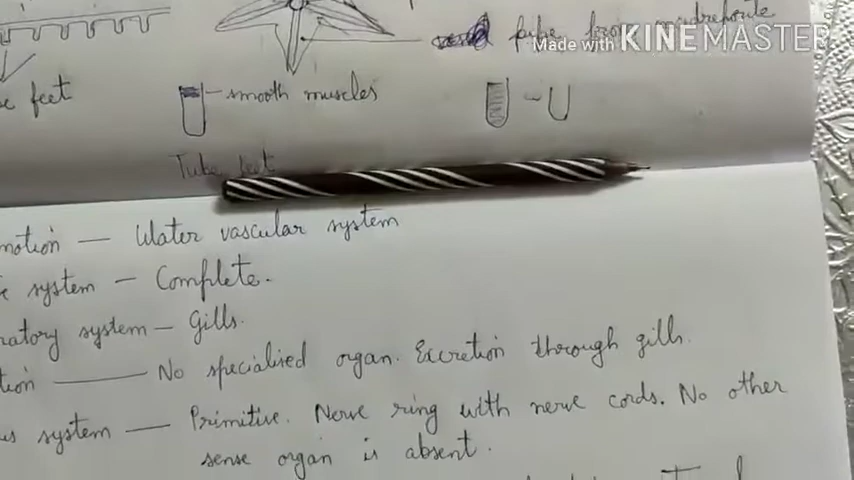 tube from madreporite
Made with KINEMASTER
e feet
smooth muscles
Tube feet
motion — Water vascular system
e system — Complete.
ratory system — Gills.
tion — No specialised organ. Excretion through gills.
us system — Primitive. Nerve ring with nerve cords. No other
sense organ is absent.